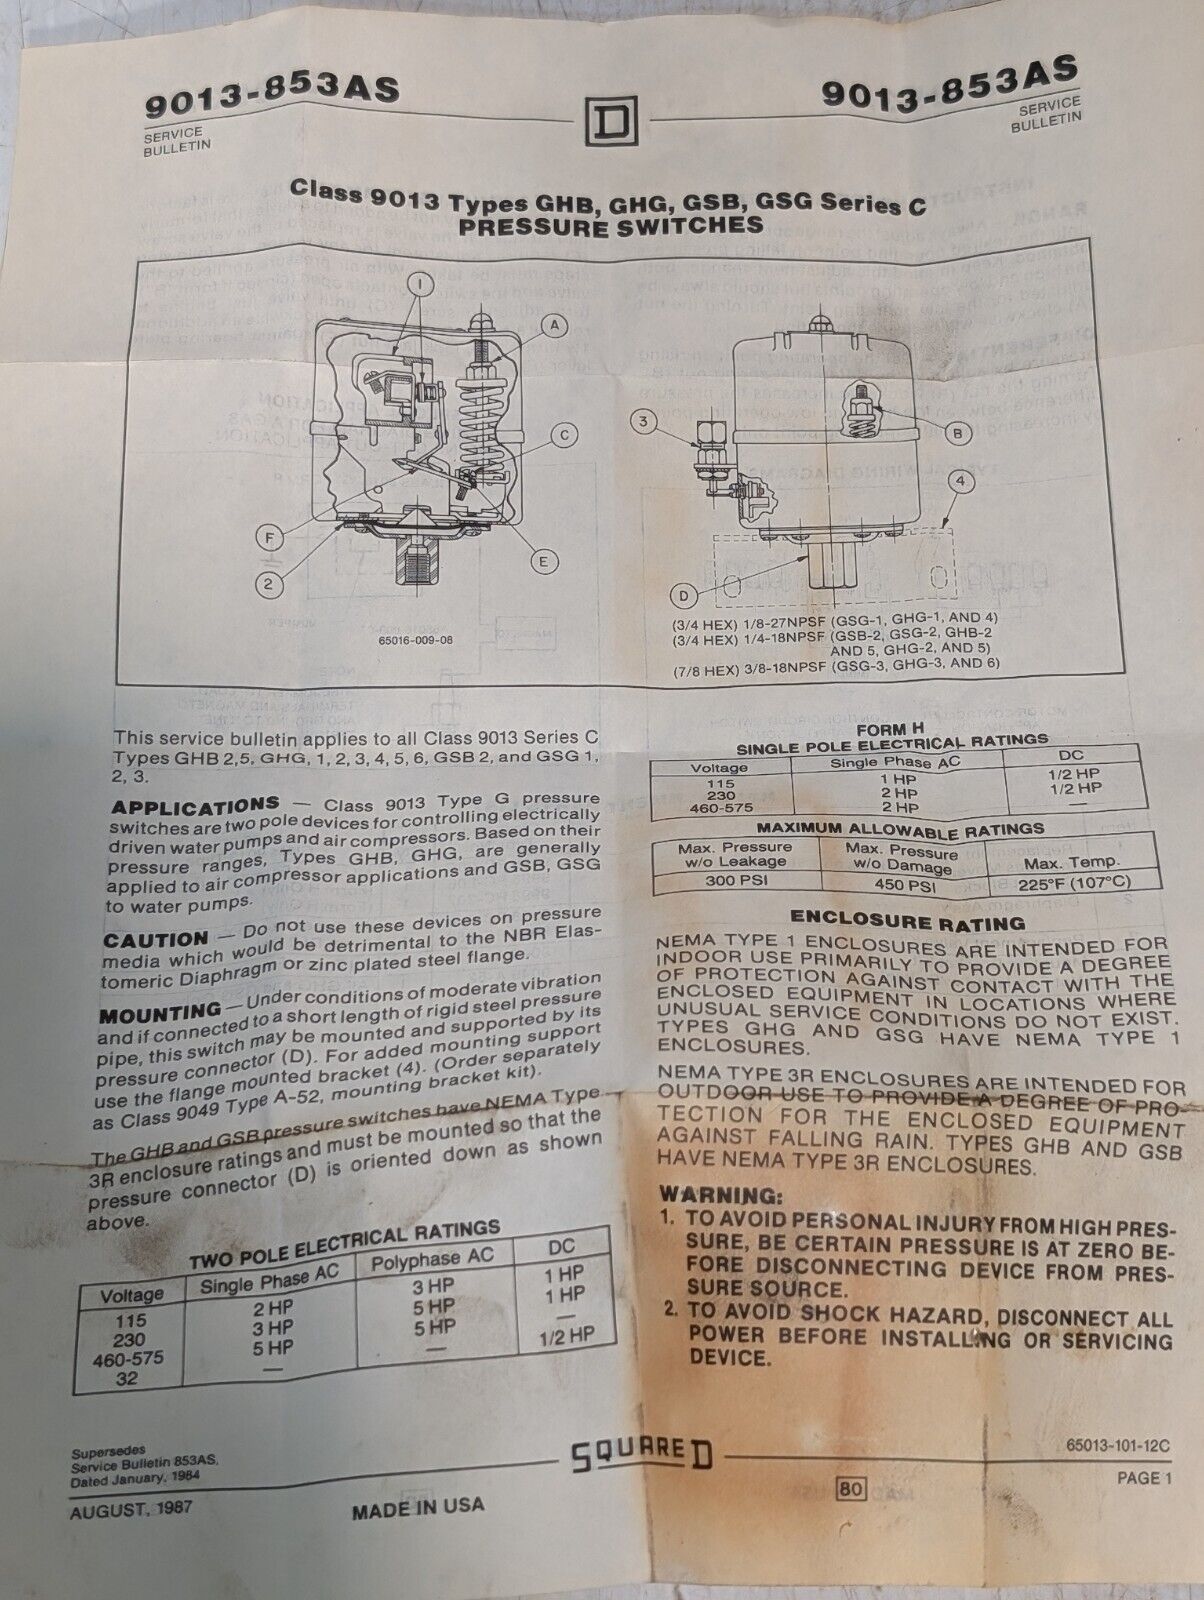 9013-853AS
SERVICE
BULLETIN
D
9013-853AS
SERVICE
BULLETIN
Class 9013 Types GHB, GHG, GSB, GSG Series C
PRESSURE SWITCHES
1
A
C
F
2
E
65016-009-08
3
B
4
D
(3/4 HEX) 1/8-27NPSF (GSG-1, GHG-1, AND 4)
(3/4 HEX) 1/4-18NPSF (GSB-2, GSG-2, GHB-2
AND 5, GHG-2, AND 5)
(7/8 HEX) 3/8-18NPSF (GSG-3, GHG-3, AND 6)
This service bulletin applies to all Class 9013 Series C
Types GHB 2,5, GHG, 1, 2, 3, 4, 5, 6, GSB 2, and GSG 1,
2, 3.
APPLICATIONS — Class 9013 Type G pressure
switches are two pole devices for controlling electrically
driven water pumps and air compressors. Based on their
pressure ranges, Types GHB, GHG, are generally
applied to air compressor applications and GSB, GSG
to water pumps.
CAUTION — Do not use these devices on pressure
media which would be detrimental to the NBR Elas-
tomeric Diaphragm or zinc plated steel flange.
MOUNTING — Under conditions of moderate vibration
and if connected to a short length of rigid steel pressure
pipe, this switch may be mounted and supported by its
pressure connector (D). For added mounting support
use the flange mounted bracket (4). (Order separately
as Class 9049 Type A-52, mounting bracket kit).
The GHB and GSB pressure switches have NEMA Type
3R enclosure ratings and must be mounted so that the
pressure connector (D) is oriented down as shown
above.
TWO POLE ELECTRICAL RATINGS
Voltage Single Phase AC Polyphase AC DC
115 2 HP 3 HP 1 HP
230 3 HP 5 HP 1 HP
460-575 5 HP 5 HP —
32 — — 1/2 HP
FORM H
SINGLE POLE ELECTRICAL RATINGS
Voltage Single Phase AC DC
115 1 HP 1/2 HP
230 2 HP 1/2 HP
460-575 2 HP —
MAXIMUM ALLOWABLE RATINGS
Max. Pressure Max. Pressure
w/o Leakage w/o Damage Max. Temp.
300 PSI 450 PSI 225°F (107°C)
ENCLOSURE RATING
NEMA TYPE 1 ENCLOSURES ARE INTENDED FOR
INDOOR USE PRIMARILY TO PROVIDE A DEGREE
OF PROTECTION AGAINST CONTACT WITH THE
ENCLOSED EQUIPMENT IN LOCATIONS WHERE
UNUSUAL SERVICE CONDITIONS DO NOT EXIST.
TYPES GHG AND GSG HAVE NEMA TYPE 1
ENCLOSURES.
NEMA TYPE 3R ENCLOSURES ARE INTENDED FOR
OUTDOOR USE TO PROVIDE A DEGREE OF PRO-
TECTION FOR THE ENCLOSED EQUIPMENT
AGAINST FALLING RAIN. TYPES GHB AND GSB
HAVE NEMA TYPE 3R ENCLOSURES.
WARNING:
1. TO AVOID PERSONAL INJURY FROM HIGH PRES-
SURE, BE CERTAIN PRESSURE IS AT ZERO BE-
FORE DISCONNECTING DEVICE FROM PRES-
SURE SOURCE.
2. TO AVOID SHOCK HAZARD, DISCONNECT ALL
POWER BEFORE INSTALLING OR SERVICING
DEVICE.
Supersedes
Service Bulletin 853AS,
Dated January, 1984
AUGUST, 1987
MADE IN USA
SQUARE D
80
65013-101-12C
PAGE 1